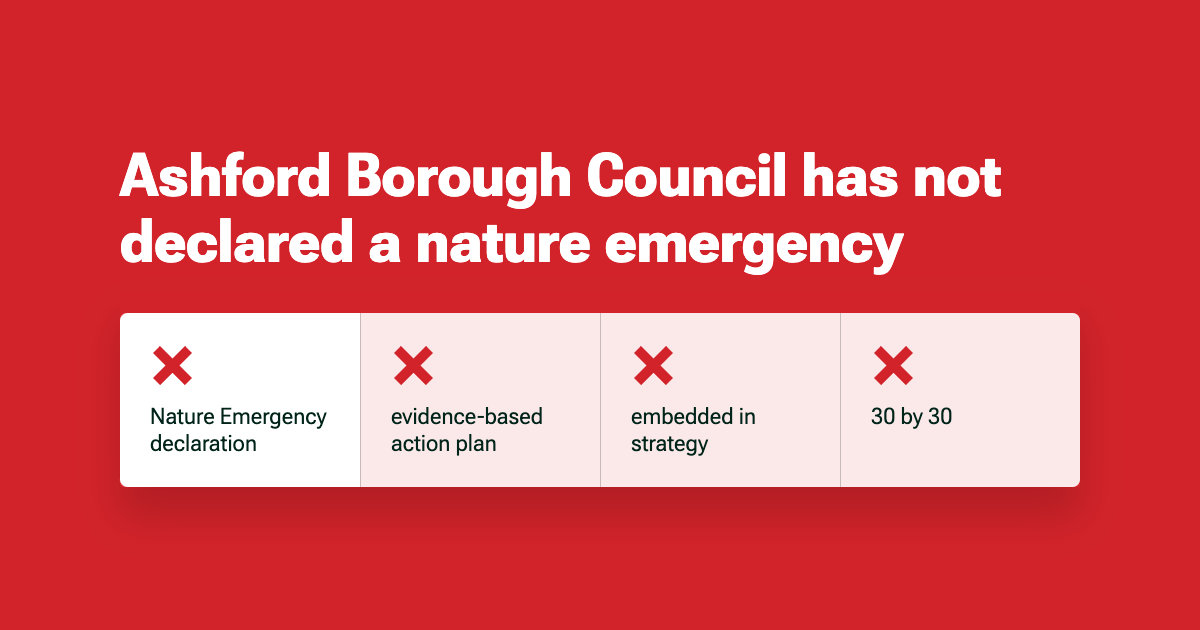 Ashford Borough Council has not
declared a nature emergency
Nature Emergency
declaration
evidence-based
action plan
embedded in
strategy
30 by 30